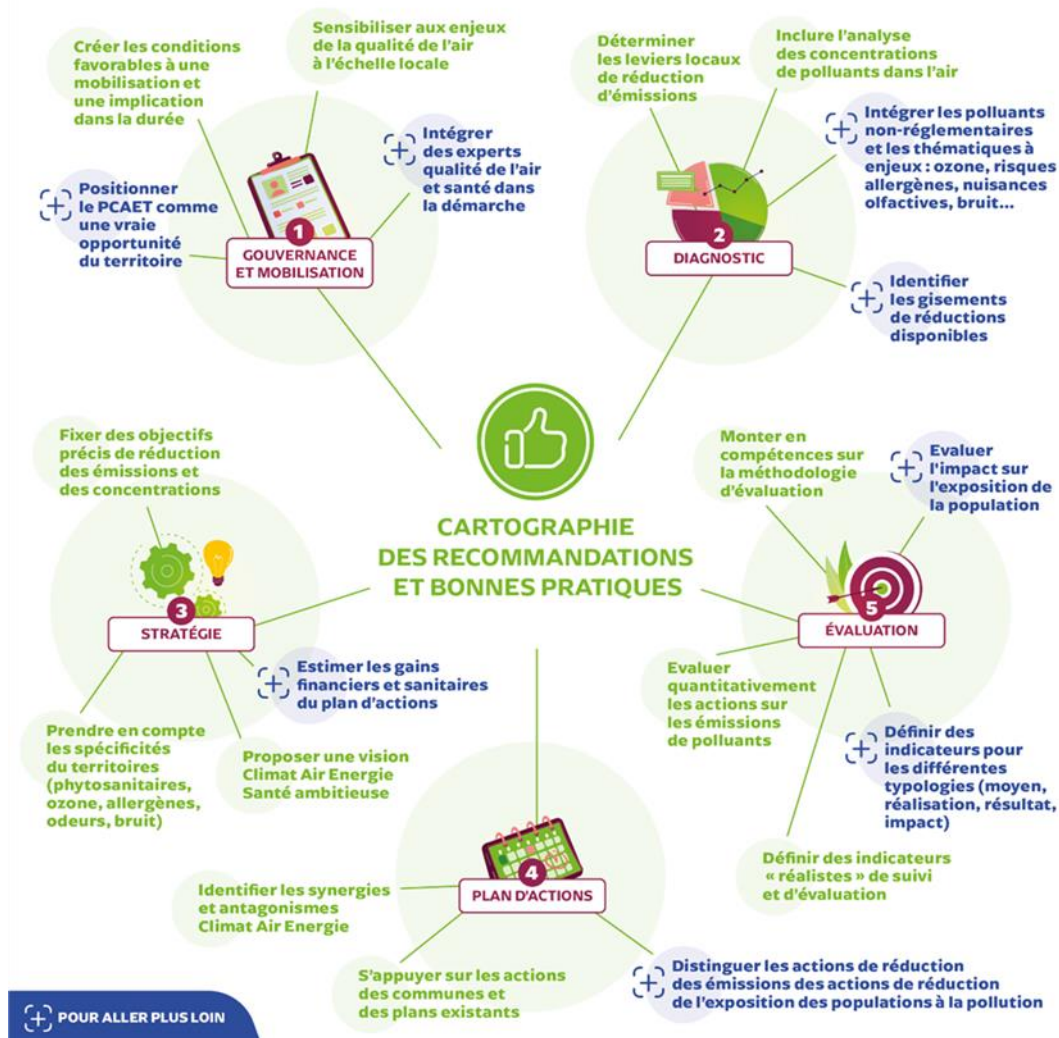 Créer les conditions
favorables à une
mobilisation et
une implication
dans la durée
Sensibiliser aux enjeux
de la qualité de l'air
à l'échelle locale
Positionner
le PCAET comme
une vraie
opportunité
du territoire
Intégrer
des experts
qualité de l'air
et santé dans
la démarche
1
GOUVERNANCE
ET MOBILISATION
Déterminer
les leviers locaux
de réduction
d'émissions
Inclure l'analyse
des concentrations
de polluants dans l'air
Intégrer les polluants
non-réglementaires
et les thématiques à
enjeux : ozone, risques
allergènes, nuisances
olfactives, bruit...
2
DIAGNOSTIC
Identifier
les gisements
de réductions
disponibles
CARTOGRAPHIE
DES RECOMMANDATIONS
ET BONNES PRATIQUES
Fixer des objectifs
précis de réduction
des émissions et
des concentrations
3
STRATÉGIE
Estimer les gains
financiers et sanitaires
du plan d'actions
Prendre en compte
les spécificités
du territoires
(phytosanitaires,
ozone, allergènes,
odeurs, bruit)
Proposer une vision
Climat Air Energie
Santé ambitieuse
Monter en
compétences sur
la méthodologie
d'évaluation
Evaluer
l'impact sur
l'exposition de
la population
5
ÉVALUATION
Evaluer
quantitativement
les actions sur
les émissions
de polluants
Définir des
indicateurs pour
les différentes
typologies (moyen,
réalisation, résultat,
impact)
Définir des indicateurs
« réalistes » de suivi
et d'évaluation
4
PLAN D'ACTIONS
Identifier les synergies
et antagonismes
Climat Air Energie
S'appuyer sur les actions
des communes et
des plans existants
Distinguer les actions de réduction
des émissions des actions de réduction
de l'exposition des populations à la pollution
POUR ALLER PLUS LOIN